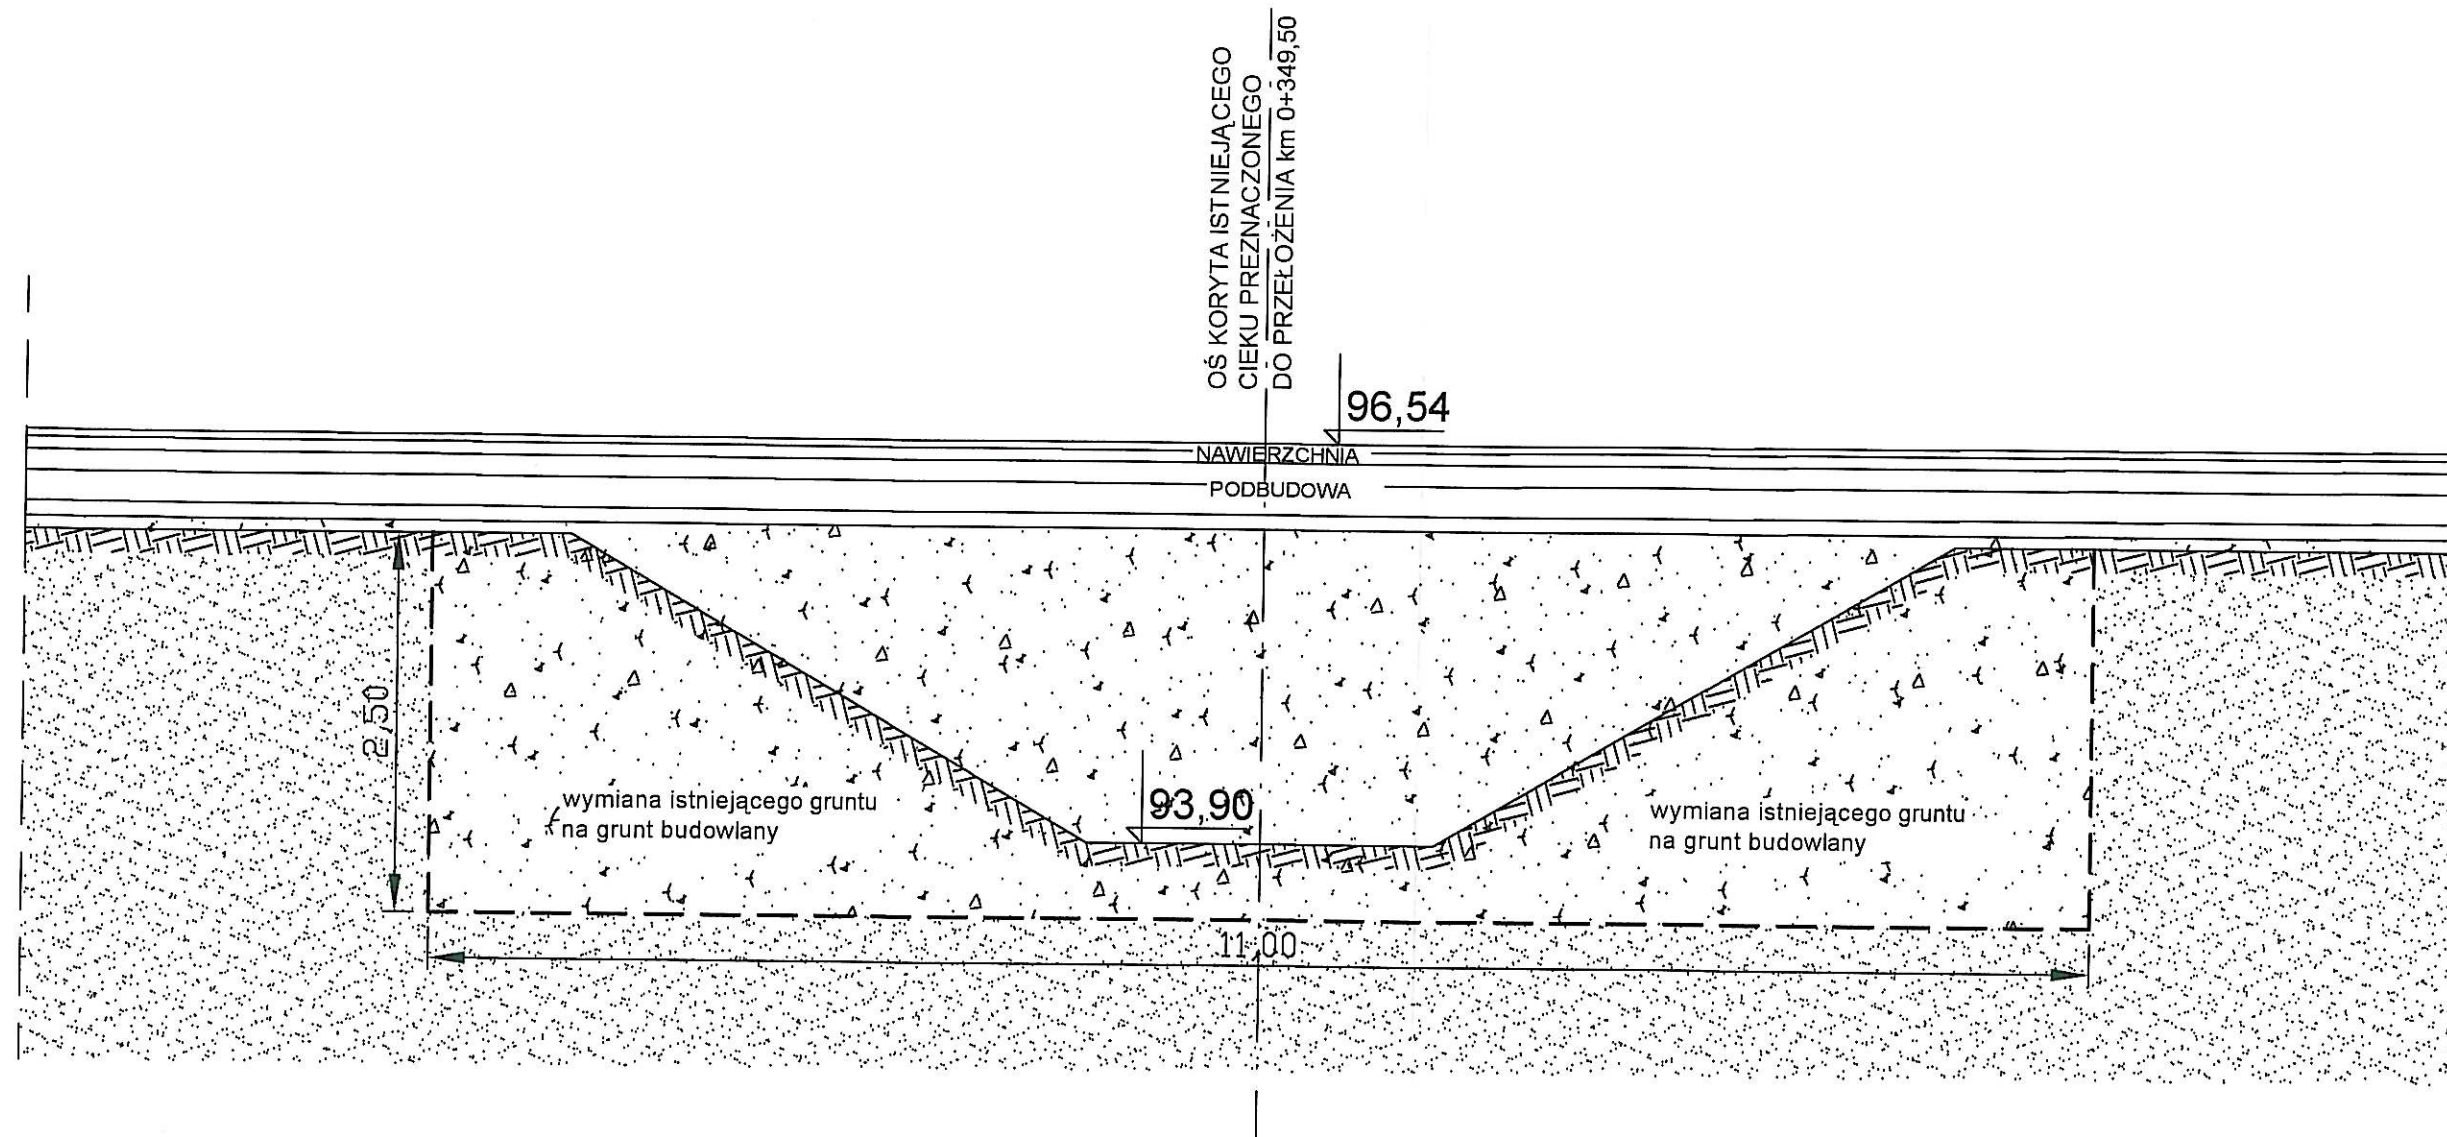 OŚ KORYTA ISTNIEJĄCEGO
CIEKU PREZNACZONEGO
DO PRZEŁOŻENIA km 0+349,50
96,54
NAWIERZCHNIA
PODBUDOWA
2,50
93,90
wymiana istniejącego gruntu
na grunt budowlany
wymiana istniejącego gruntu
na grunt budowlany
11,00